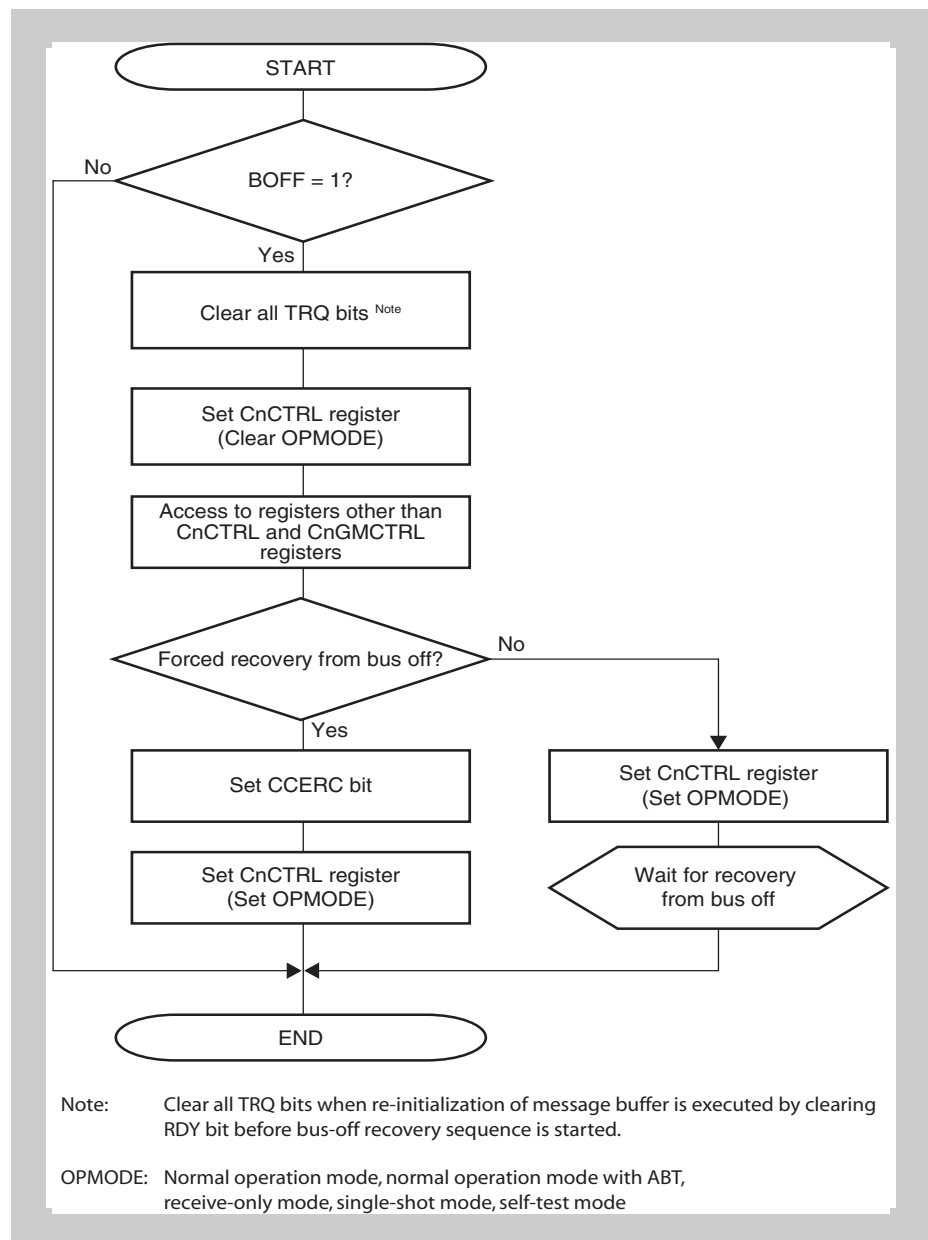 START
No
BOFF = 1?
Yes
Clear all TRQ bits Note
Set CnCTRL register
(Clear OPMODE)
Access to registers other than
CnCTRL and CnGMCTRL
registers
Forced recovery from bus off?
No
Yes
Set CCERC bit
Set CnCTRL register
(Set OPMODE)
Set CnCTRL register
(Set OPMODE)
Wait for recovery
from bus off
END
Note: Clear all TRQ bits when re-initialization of message buffer is executed by clearing
RDY bit before bus-off recovery sequence is started.
OPMODE: Normal operation mode, normal operation mode with ABT,
receive-only mode, single-shot mode, self-test mode